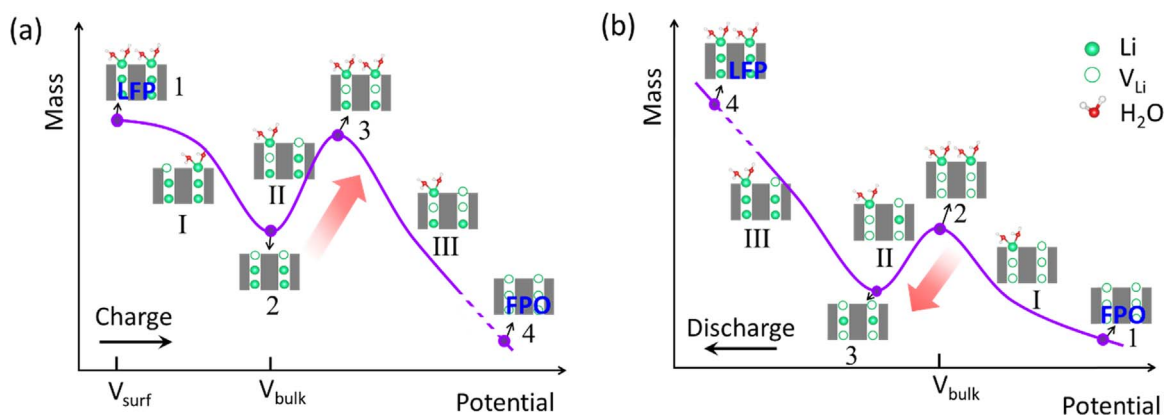 (a)
Mass
LFP
1
I
2
II
3
III
FPO
4
Charge
V_surf
V_bulk
Potential
(b)
Mass
LFP
4
III
3
II
2
I
FPO
1
Discharge
V_bulk
Potential
Li
V_Li
H₂O